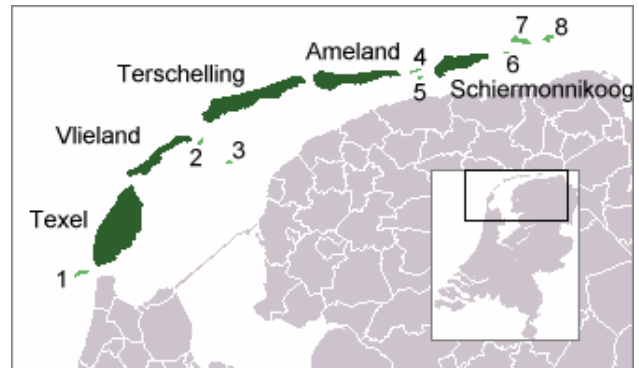 7 8
Ameland 4
Terschelling
6
5 Schiermonnikoog
Vlieland
2 3
Texel
1